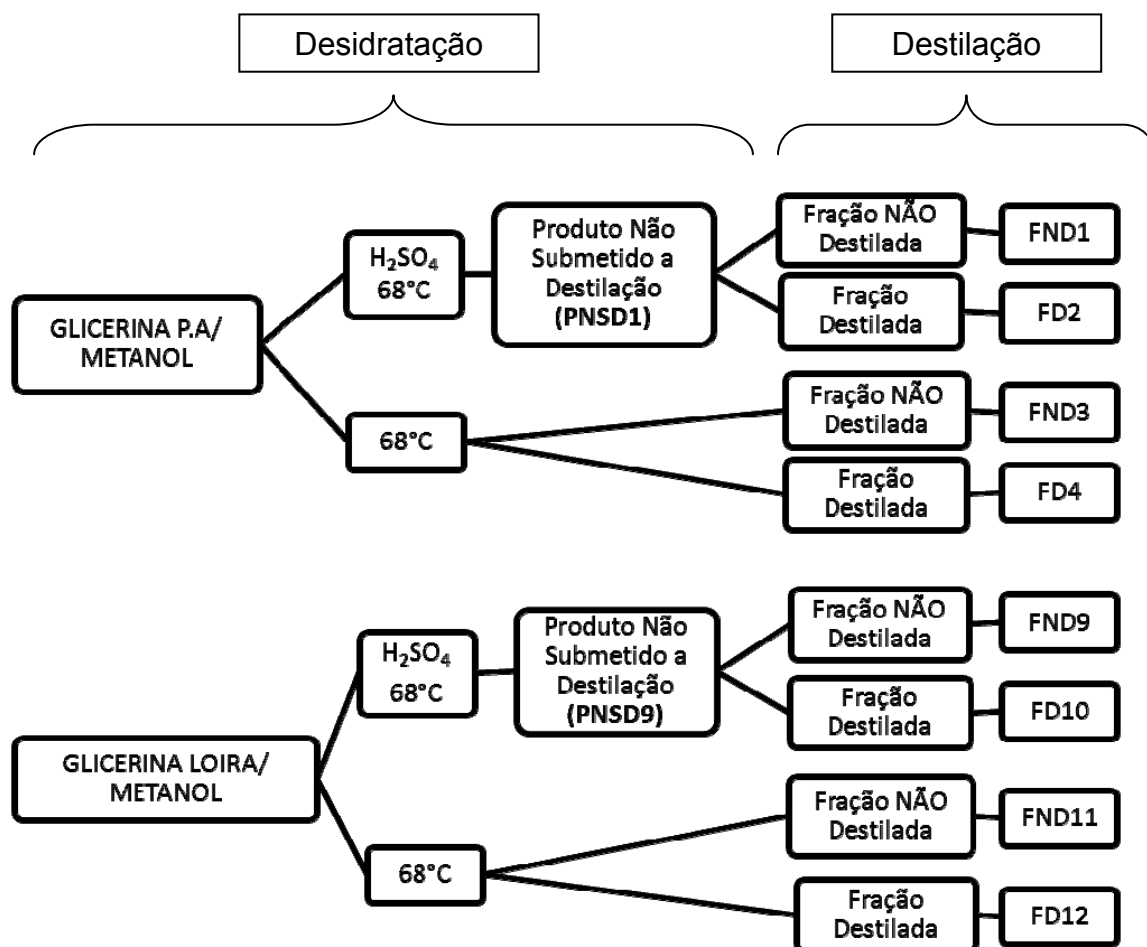 Desidratação
Destilação
GLICERINA P.A/
METANOL
H₂SO₄
68°C
Produto Não
Submetido a
Destilação
(PNSD1)
Fração NÃO
Destilada
FND1
Fração
Destilada
FD2
68°C
Fração NÃO
Destilada
FND3
Fração
Destilada
FD4
GLICERINA LOIRA/
METANOL
H₂SO₄
68°C
Produto Não
Submetido a
Destilação
(PNSD9)
Fração NÃO
Destilada
FND9
Fração
Destilada
FD10
68°C
Fração NÃO
Destilada
FND11
Fração
Destilada
FD12